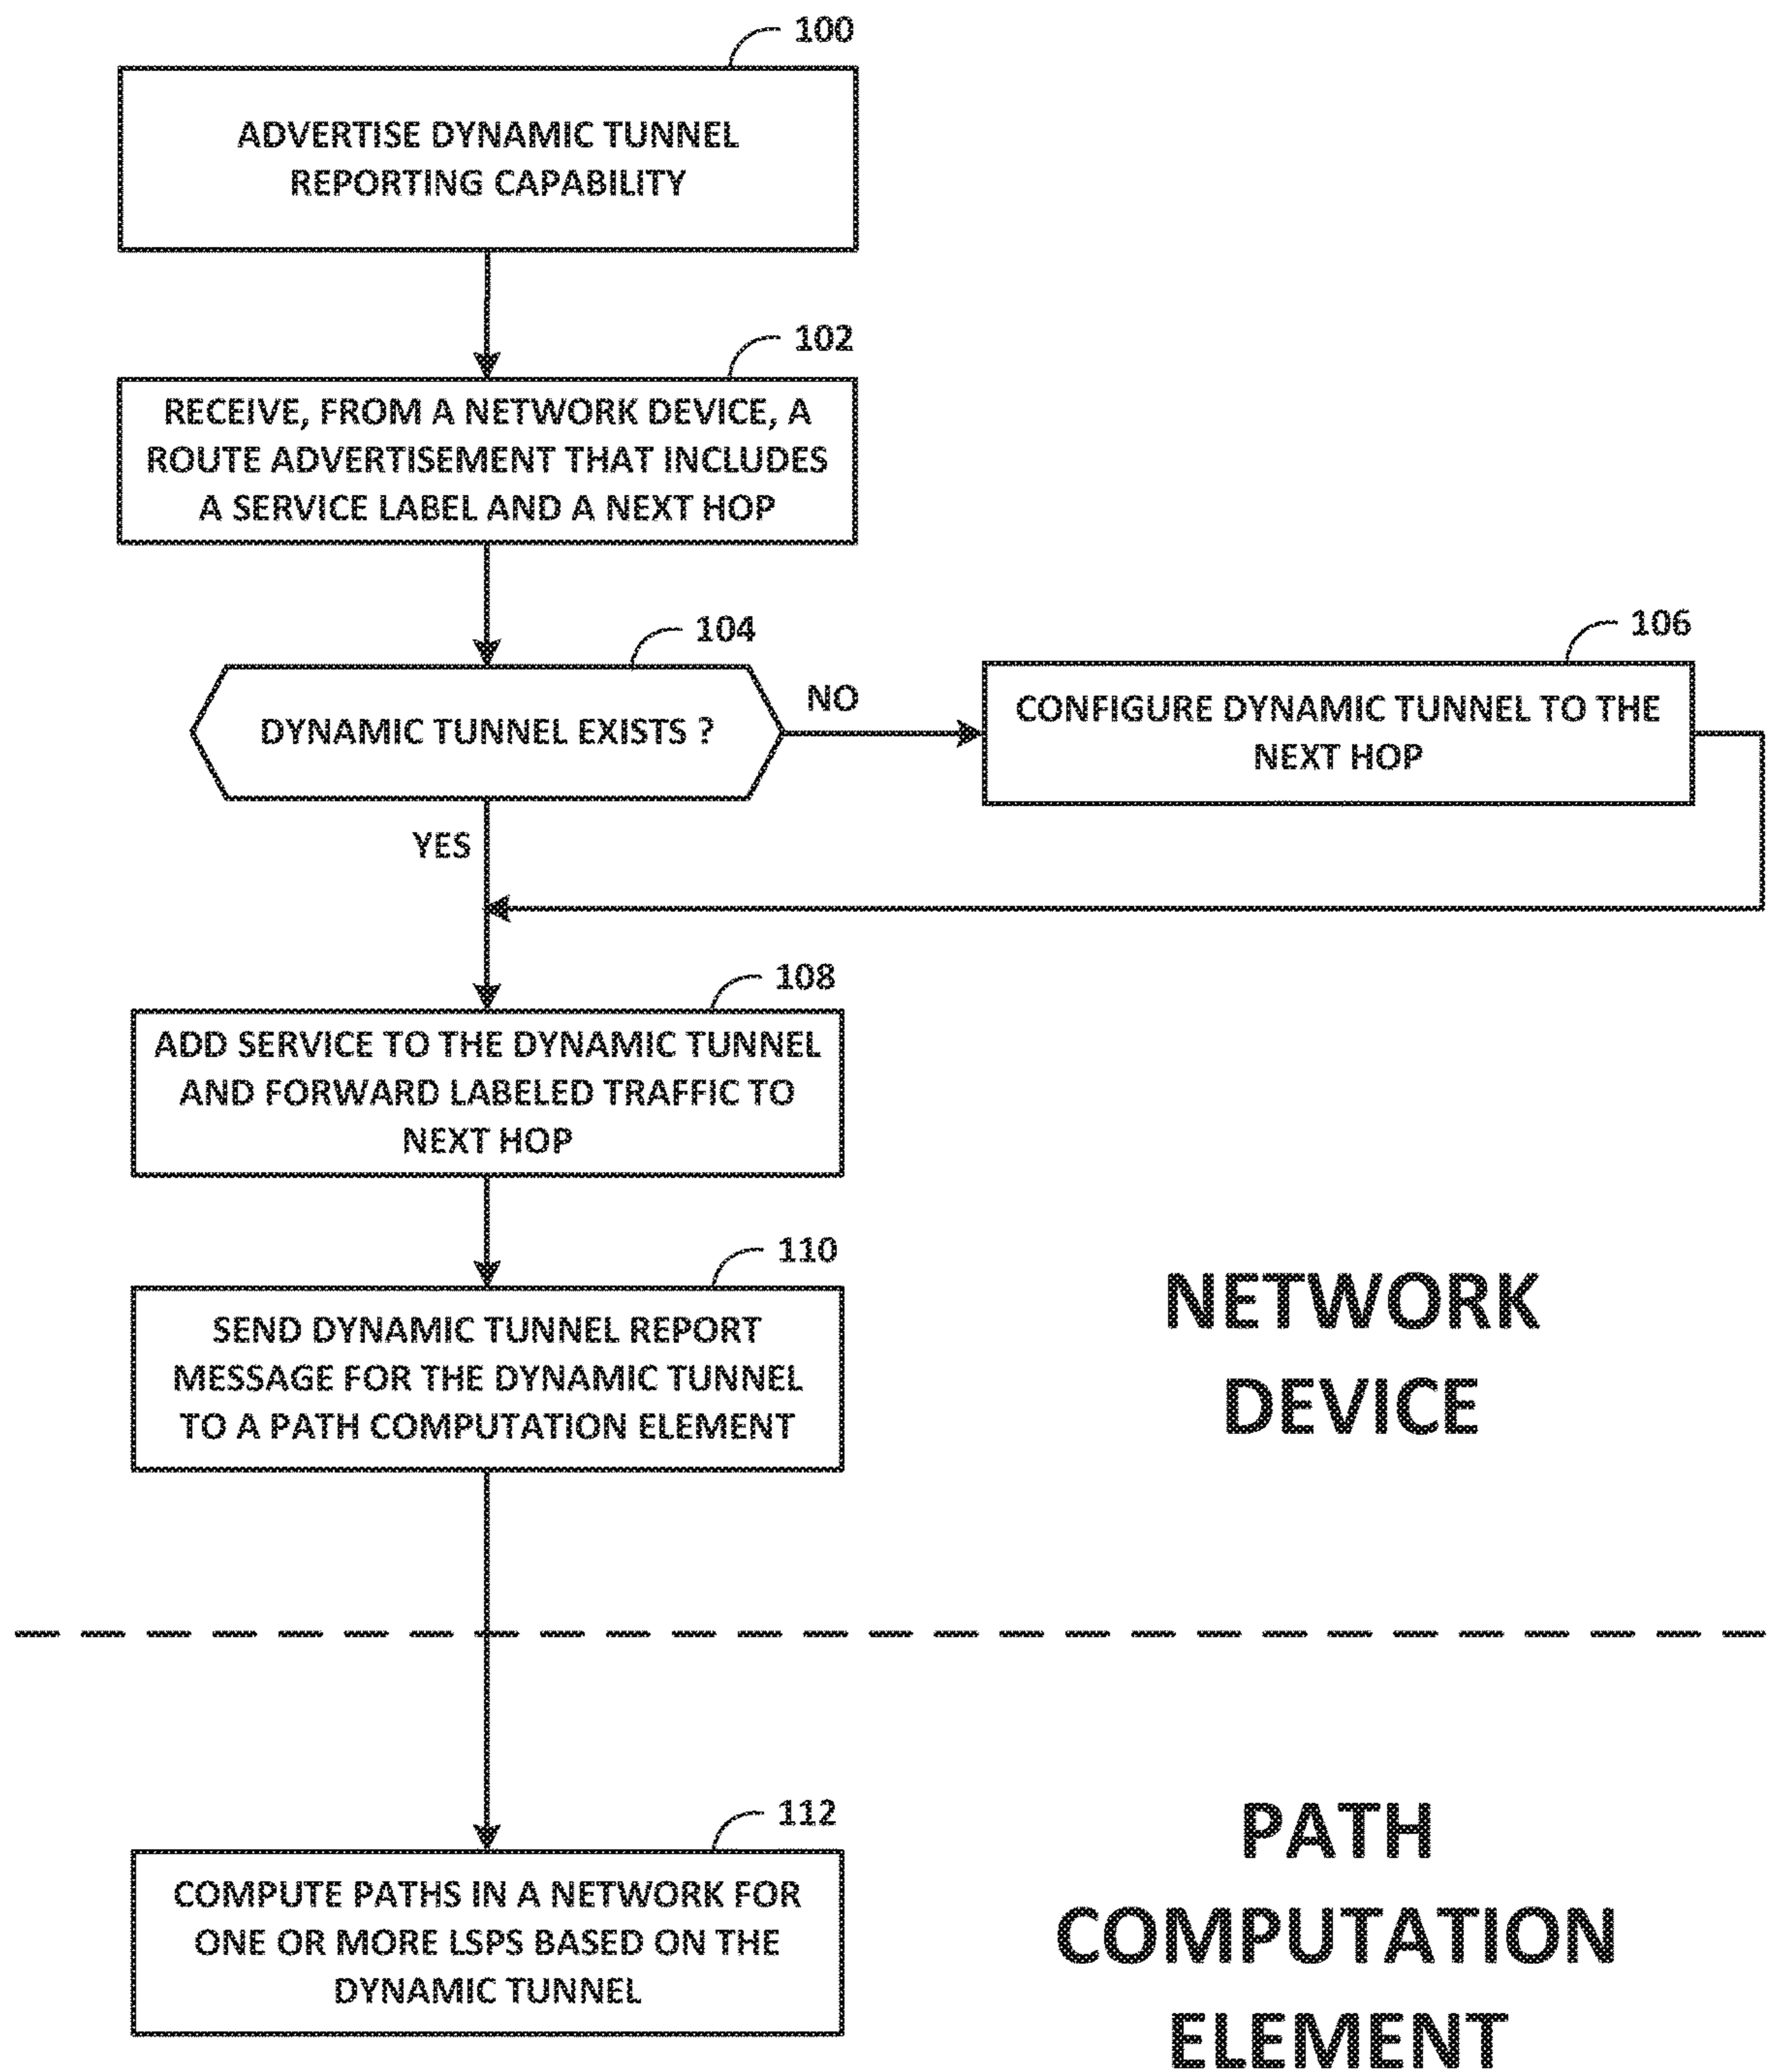 100
ADVERTISE DYNAMIC TUNNEL
REPORTING CAPABILITY
102
RECEIVE, FROM A NETWORK DEVICE, A
ROUTE ADVERTISEMENT THAT INCLUDES
A SERVICE LABEL AND A NEXT HOP
104
DYNAMIC TUNNEL EXISTS ?
NO
106
CONFIGURE DYNAMIC TUNNEL TO THE
NEXT HOP
YES
108
ADD SERVICE TO THE DYNAMIC TUNNEL
AND FORWARD LABELED TRAFFIC TO
NEXT HOP
110
SEND DYNAMIC TUNNEL REPORT
MESSAGE FOR THE DYNAMIC TUNNEL
TO A PATH COMPUTATION ELEMENT
NETWORK
DEVICE
112
COMPUTE PATHS IN A NETWORK FOR
ONE OR MORE LSPS BASED ON THE
DYNAMIC TUNNEL
PATH
COMPUTATION
ELEMENT